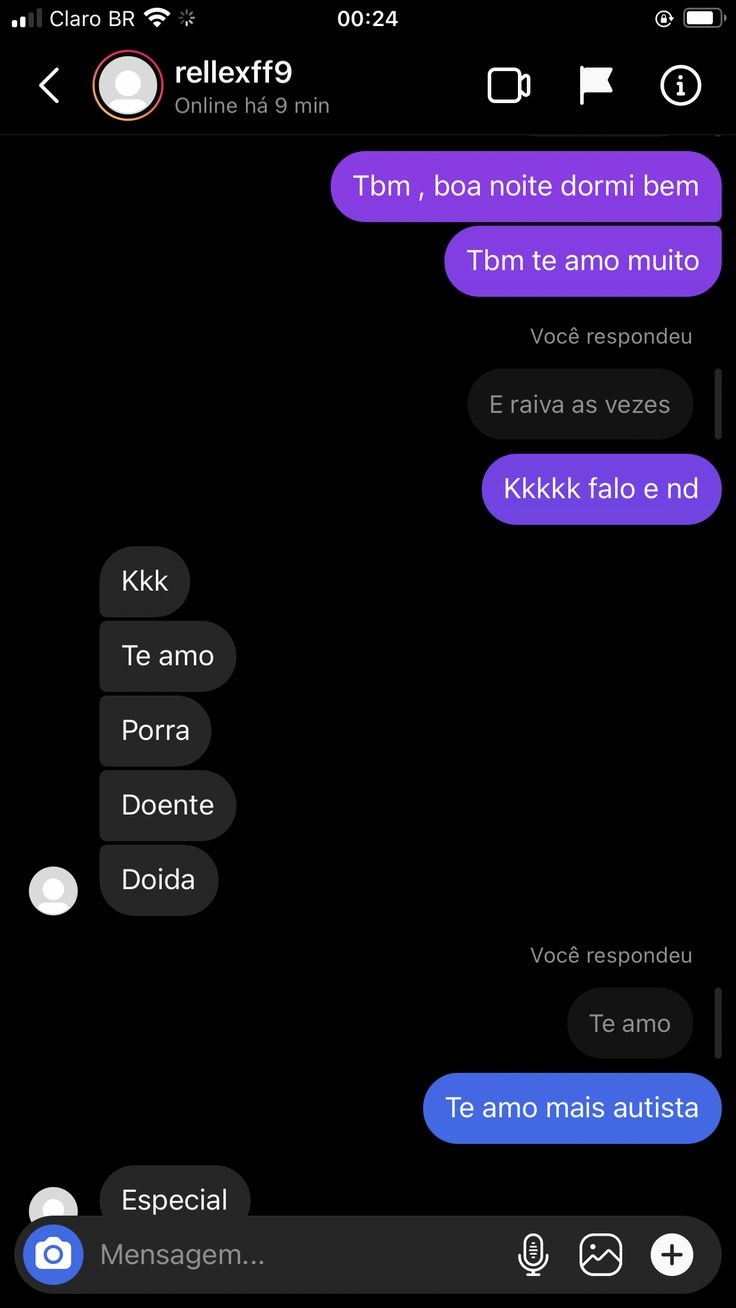 Claro BR 00:24
rellexff9
Online há 9 min
Tbm , boa noite dormi bem
Tbm te amo muito
Você respondeu
E raiva as vezes
Kkkkk falo e nd
Kkk
Te amo
Porra
Doente
Doida
Você respondeu
Te amo
Te amo mais autista
Especial
Mensagem...